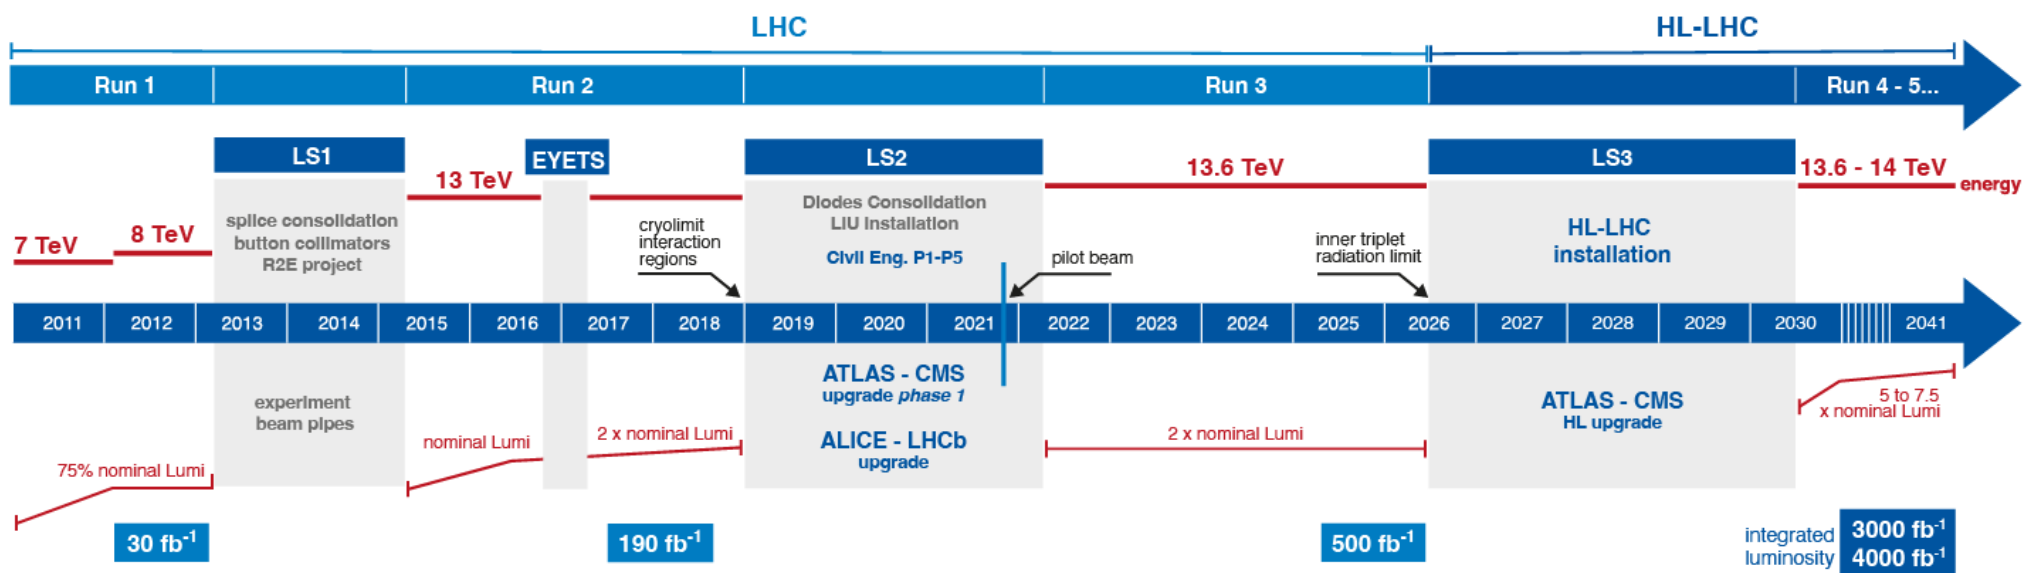 LHC
HL-LHC
Run 1
Run 2
Run 3
Run 4 - 5...
LS1
EYETS
LS2
LS3
13 TeV
13.6 TeV
13.6 - 14 TeV
energy
7 TeV
8 TeV
splice consolidation
button collimators
R2E project
cryolimit
interaction
regions
Diodes Consolidation
LIU Installation
Civil Eng. P1-P5
pilot beam
inner triplet
radiation limit
HL-LHC
installation
2011
2012
2013
2014
2015
2016
2017
2018
2019
2020
2021
2022
2023
2024
2025
2026
2027
2028
2029
2030
2041
experiment
beam pipes
ATLAS - CMS
upgrade phase 1
ALICE - LHCb
upgrade
ATLAS - CMS
HL upgrade
5 to 7.5
x nominal Lumi
75% nominal Lumi
nominal Lumi
2 x nominal Lumi
2 x nominal Lumi
30 fb⁻¹
190 fb⁻¹
500 fb⁻¹
integrated
luminosity
3000 fb⁻¹
4000 fb⁻¹